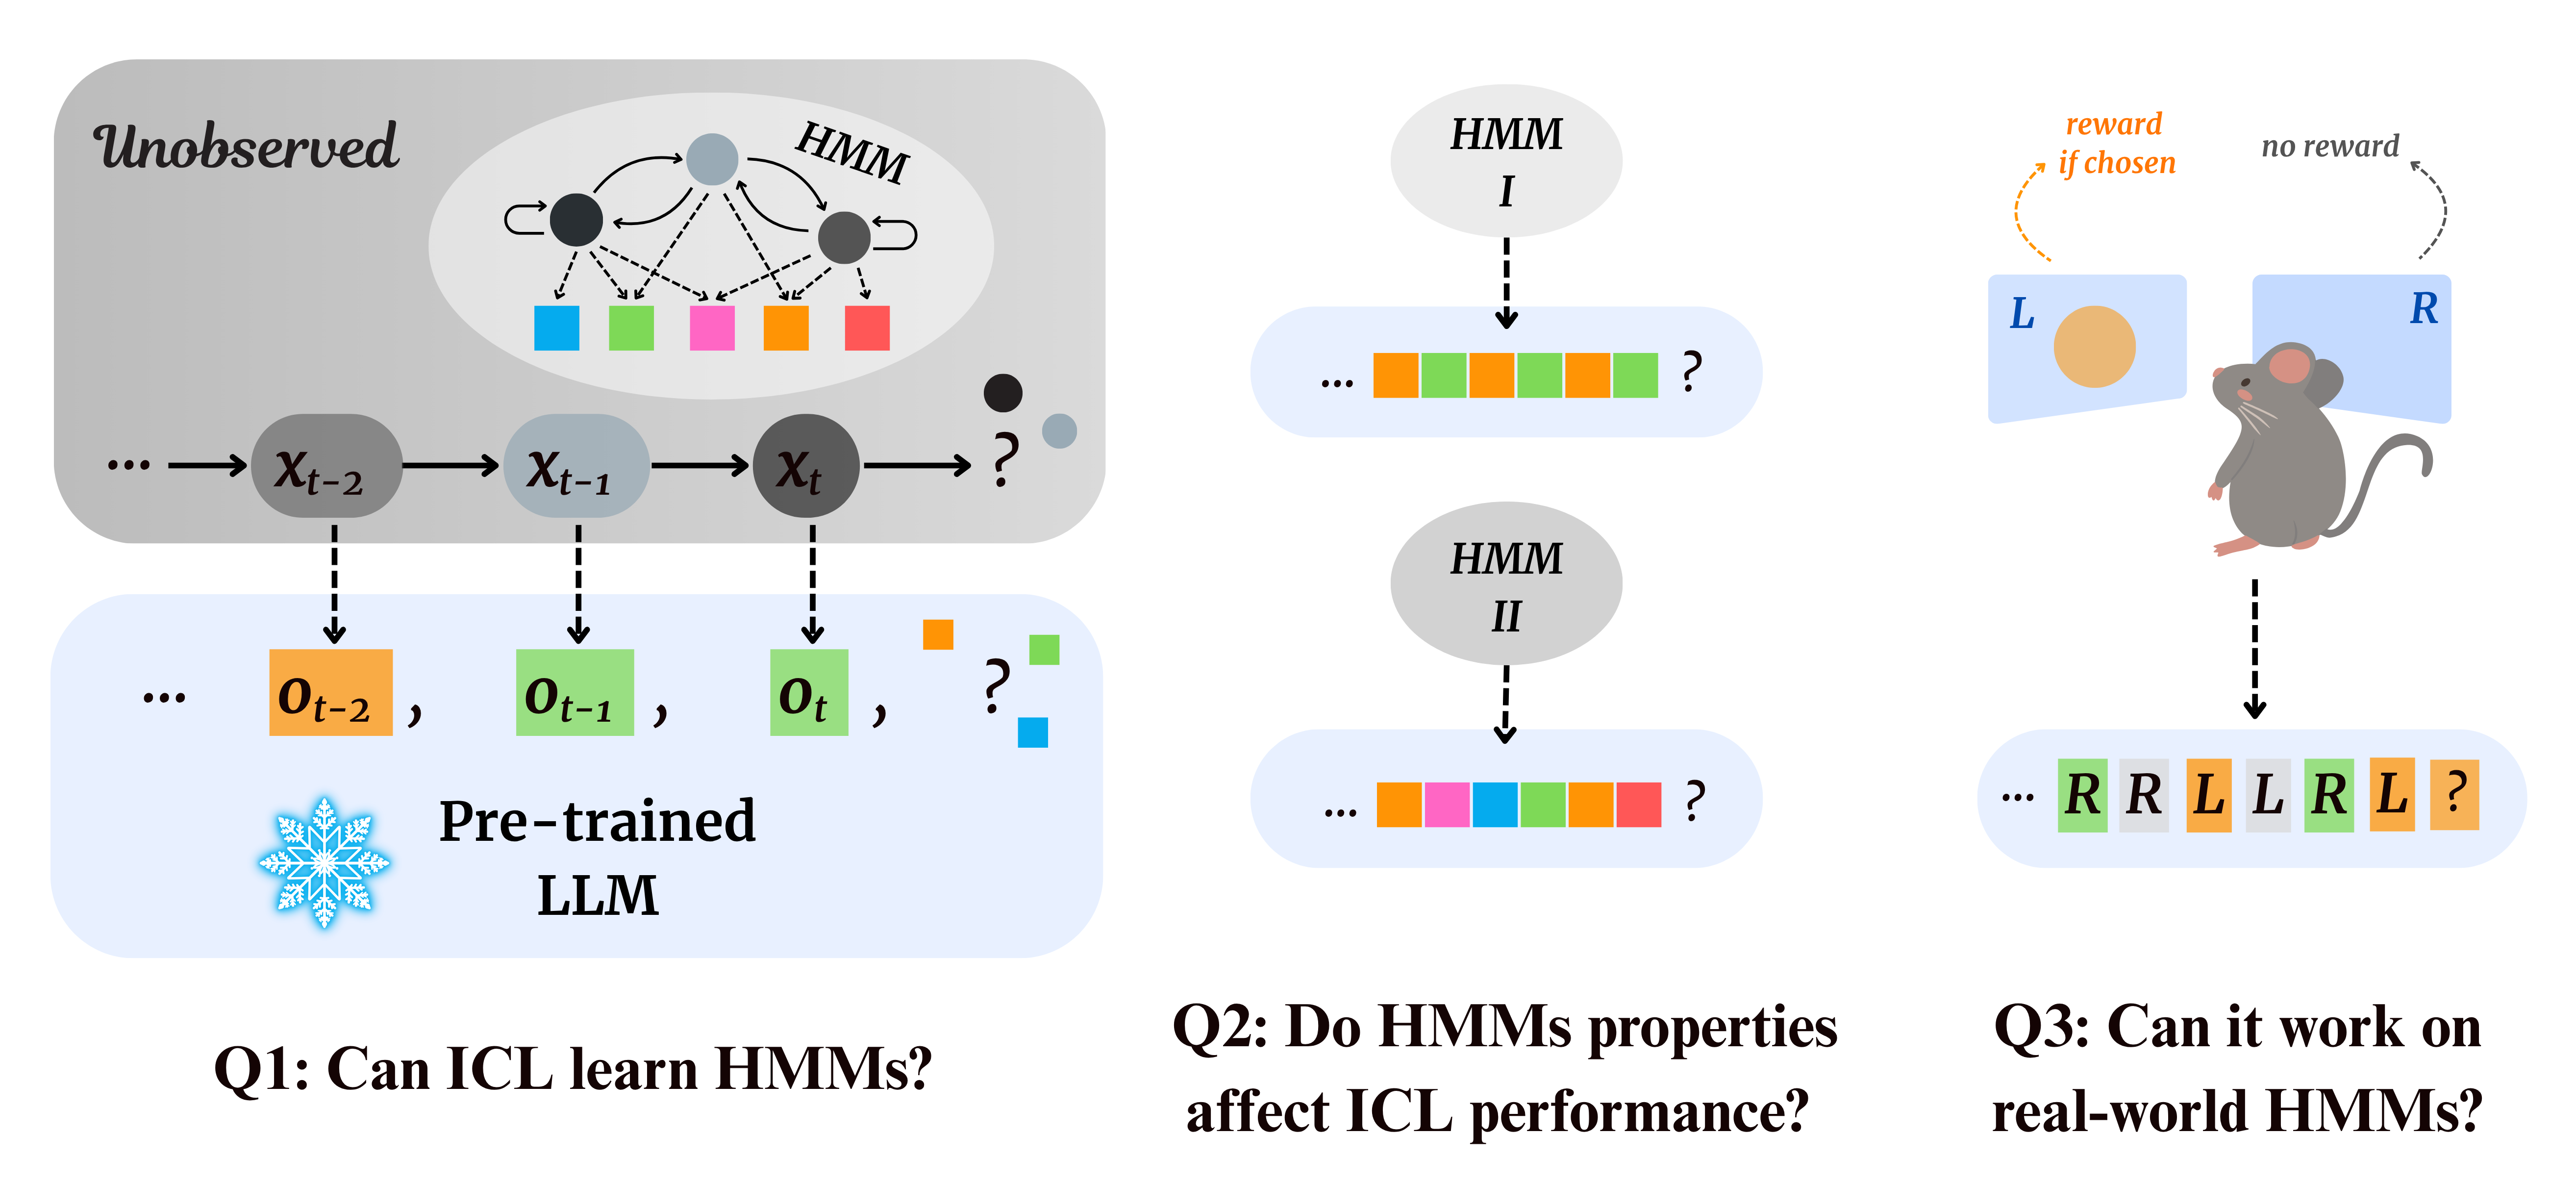 Unobserved
HMM
... x_{t-2} x_{t-1} x_t ?
... o_{t-2} , o_{t-1} , o_t , ?
Pre-trained
LLM
Q1: Can ICL learn HMMs?
HMM
I
... ?
HMM
II
... ?
Q2: Do HMMs properties
affect ICL performance?
reward
if chosen
no reward
L
R
... R R L L R L ?
Q3: Can it work on
real-world HMMs?